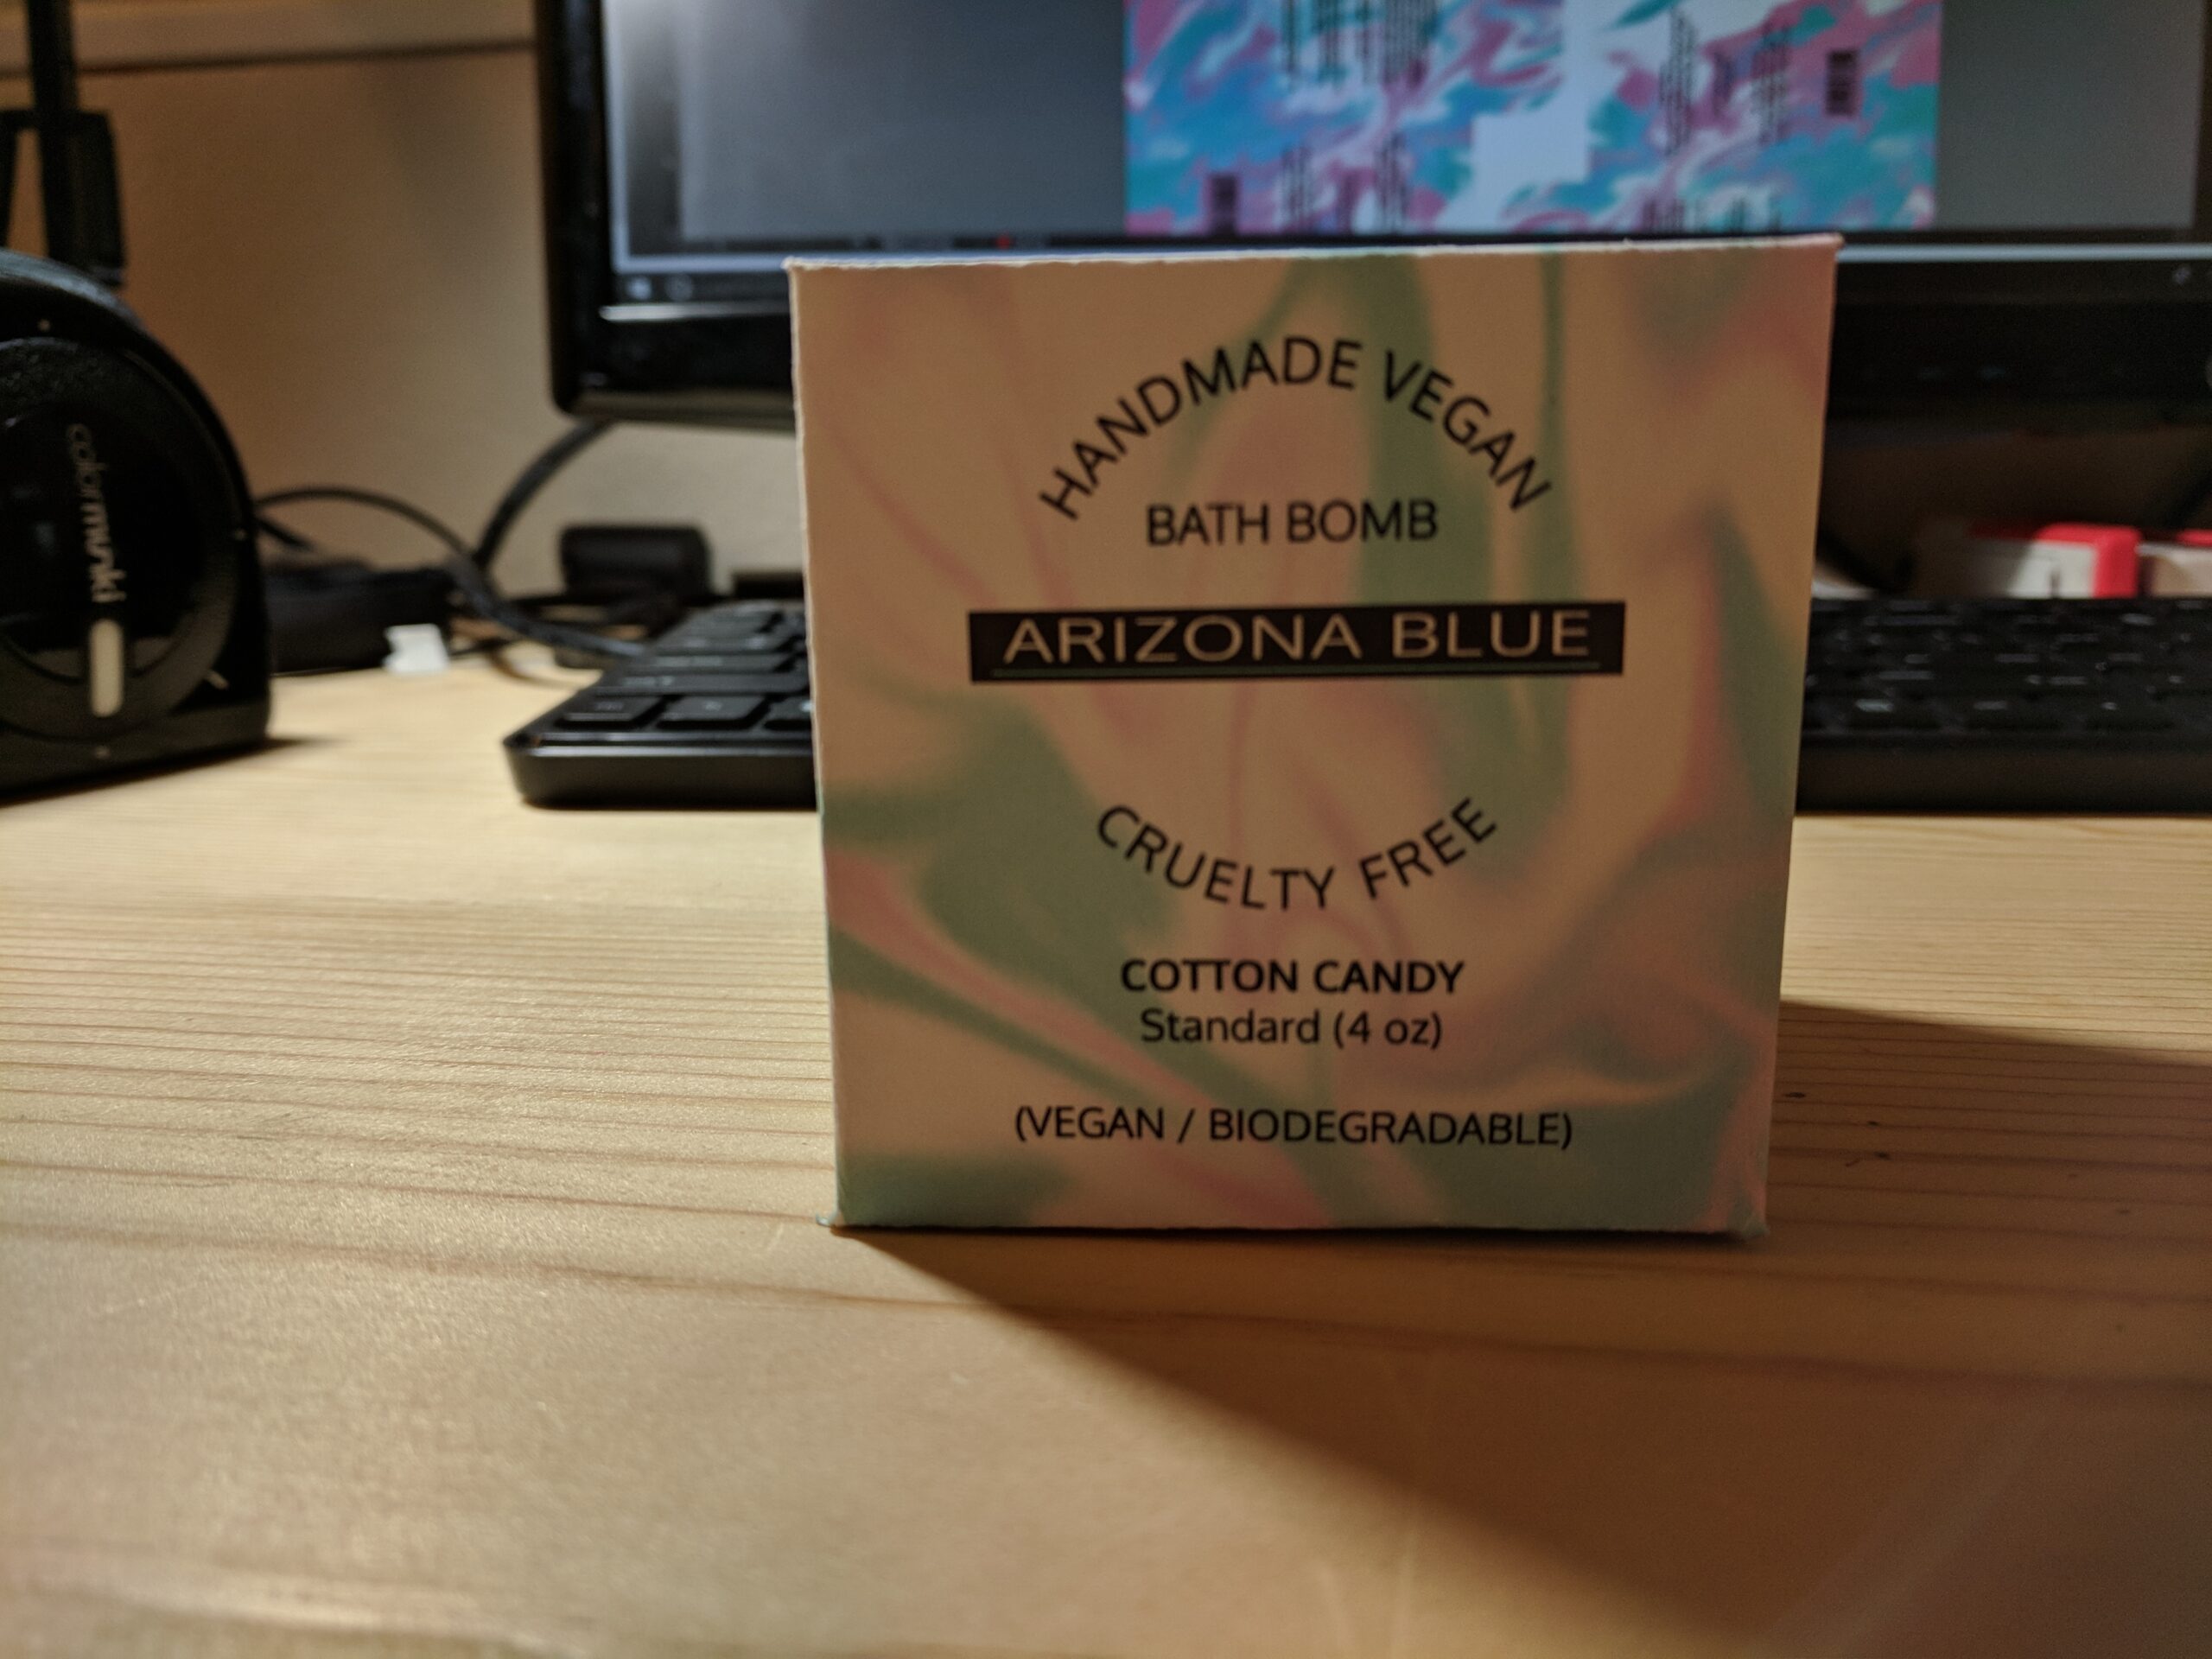 HANDMADE VEGAN
BATH BOMB
ARIZONA BLUE
CRUELTY FREE
COTTON CANDY
Standard (4 oz)
(VEGAN / BIODEGRADABLE)
colormunki